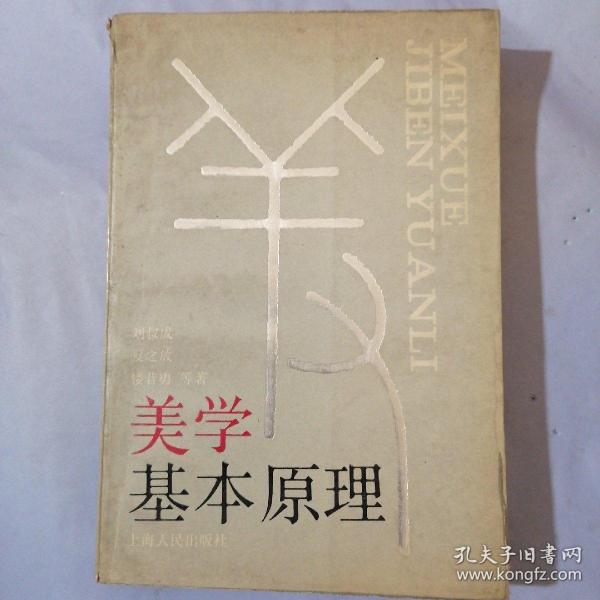 MEIXUE
JIBEN YUANLI
刘叔成
夏之放
楼昔勇 等著
美学
基本原理
上海人民出版社
孔夫子旧书网
www.kongfz.com